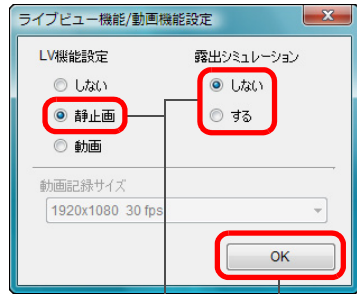 ライブビュー機能/動画機能設定
LV機能設定
しない
静止画
動画
露出シミュレーション
しない
する
動画記録サイズ
1920x1080 30 fps
OK